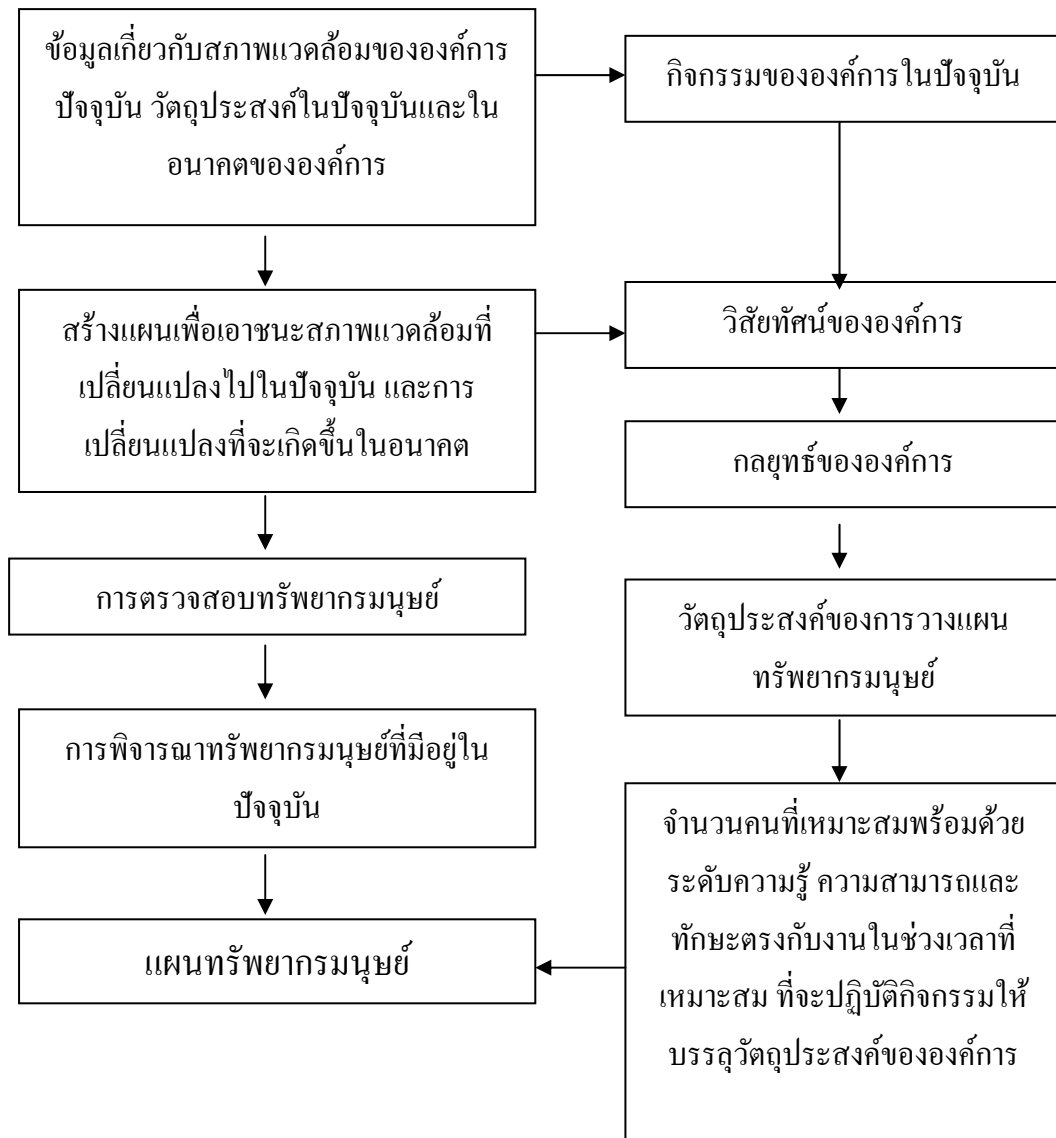 ข้อมูลเกี่ยวกับสภาพแวดล้อมขององค์การ
ปัจจุบัน วัตถุประสงค์ในปัจจุบันและใน
อนาคตขององค์การ
กิจกรรมขององค์การในปัจจุบัน
สร้างแผนเพื่อเอาชนะสภาพแวดล้อมที่
เปลี่ยนแปลงไปในปัจจุบัน และการ
เปลี่ยนแปลงที่จะเกิดขึ้นในอนาคต
วิสัยทัศน์ขององค์การ
กลยุทธ์ขององค์การ
การตรวจสอบทรัพยากรมนุษย์
วัตถุประสงค์ของการวางแผน
ทรัพยากรมนุษย์
การพิจารณาทรัพยากรมนุษย์ที่มีอยู่ใน
ปัจจุบัน
จำนวนคนที่เหมาะสมพร้อมด้วย
ระดับความรู้ ความสามารถและ
ทักษะตรงกับงานในช่วงเวลาที่
เหมาะสม ที่จะปฏิบัติกิจกรรมให้
บรรลุวัตถุประสงค์ขององค์การ
แผนทรัพยากรมนุษย์